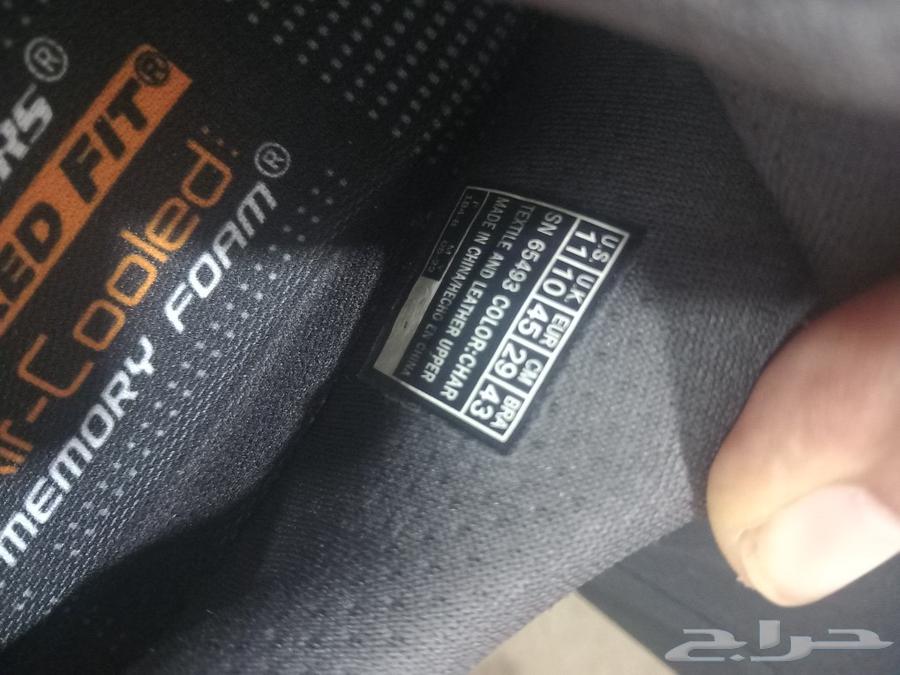 RS®
ED FIT®
r-Cooled
MEMORY FOAM®
U.S. UK EUR CM BRA
11 10 45 29 43
SN 65493 COLOR:CHAR
TEXTILE AND LEATHER UPPER
MADE IN CHINA/HECHO EN CHINA
حراج